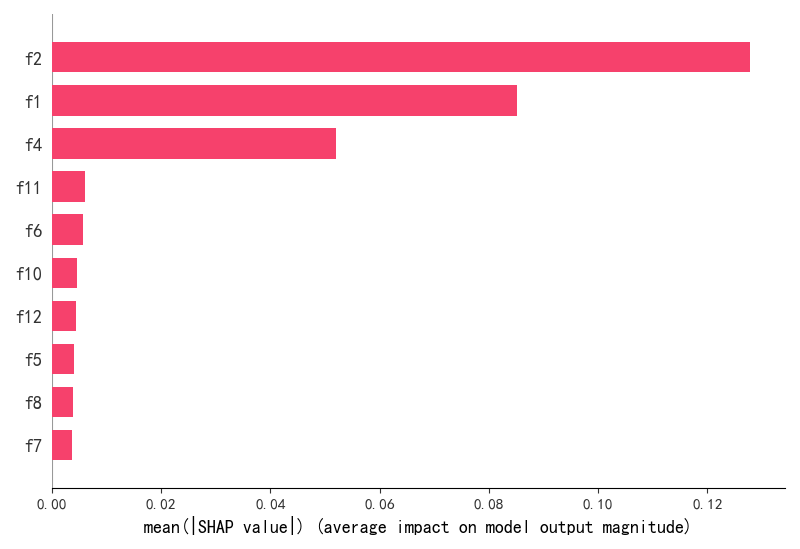 f2
f1
f4
f11
f6
f10
f12
f5
f8
f7
0.00 0.02 0.04 0.06 0.08 0.10 0.12
mean(|SHAP value|) (average impact on model output magnitude)